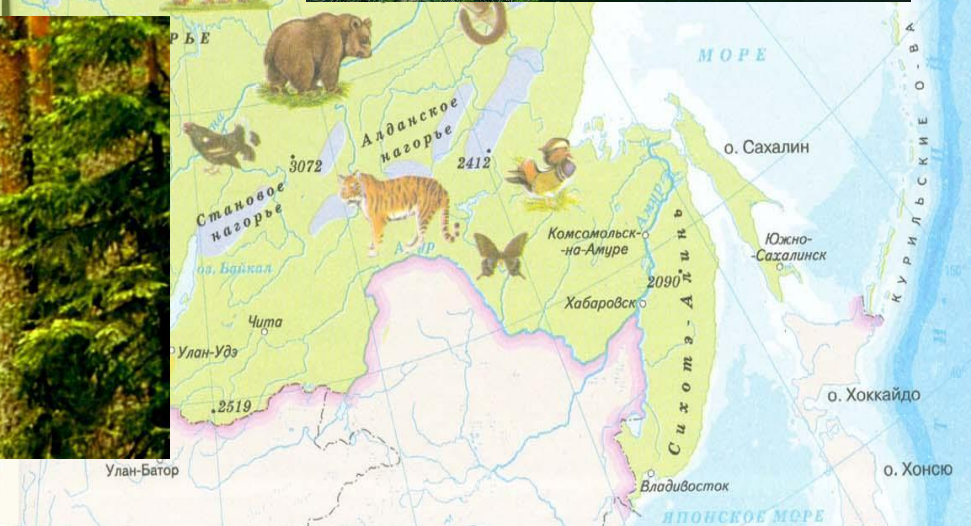 РЬЕ
МОРЕ
КУРИЛЬСКИЕ О-ВА
Алданское
нагорье
о. Сахалин
3072
2412
Становое
нагорье
Амур
Амур
Комсомольск-
-на-Амуре
Южно-
-Сахалинск
оз. Байкал
2090
Сихотэ-Алинь
Хабаровск
Чита
Улан-Удэ
2519
о. Хоккайдо
Улан-Батор
о. Хонсю
Владивосток
ЯПОНСКОЕ МОРЕ